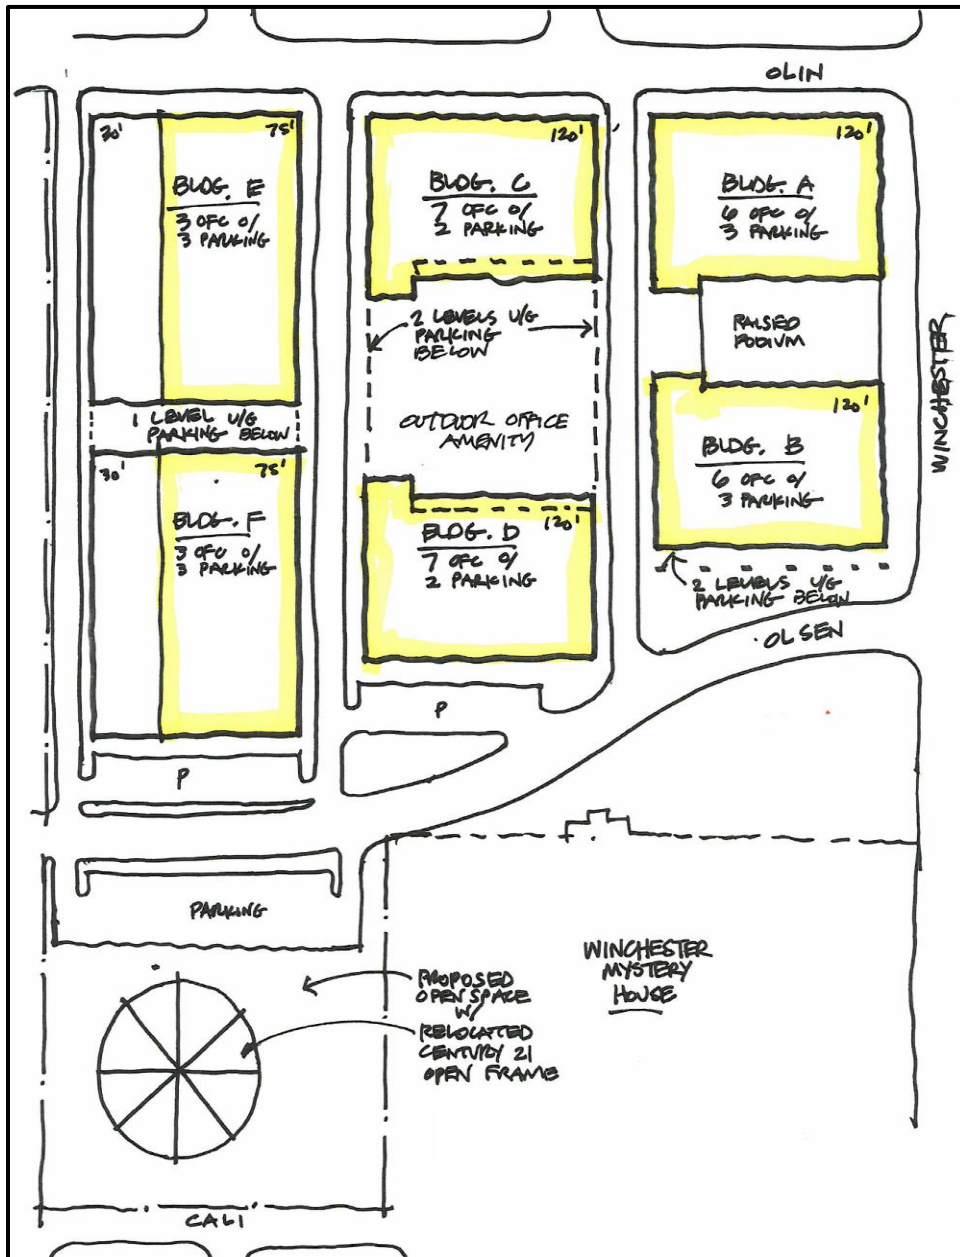 OLIN
30'
75'
BLDG. E
3 OFC O/
3 PARKING
120'
BLDG. C
7 OFC O/
2 PARKING
120'
BLDG. A
6 OFC O/
3 PARKING
2 LEVELS U/G
PARKING
BELOW
RAISED
PODIUM
WINCHESTER
1 LEVEL U/G
PARKING BELOW
OUTDOOR OFFICE
AMENITY
120'
BLDG. B
6 OFC O/
3 PARKING
30'
75'
BLDG. F
3 OFC O/
3 PARKING
120'
BLDG. D
7 OFC O/
2 PARKING
2 LEVELS U/G
PARKING BELOW
OLSEN
P
P
PARKING
WINCHESTER
MYSTERY
HOUSE
PROPOSED
OPEN SPACE
W/
RELOCATED
CENTURY 21
OPEN FRAME
CALI